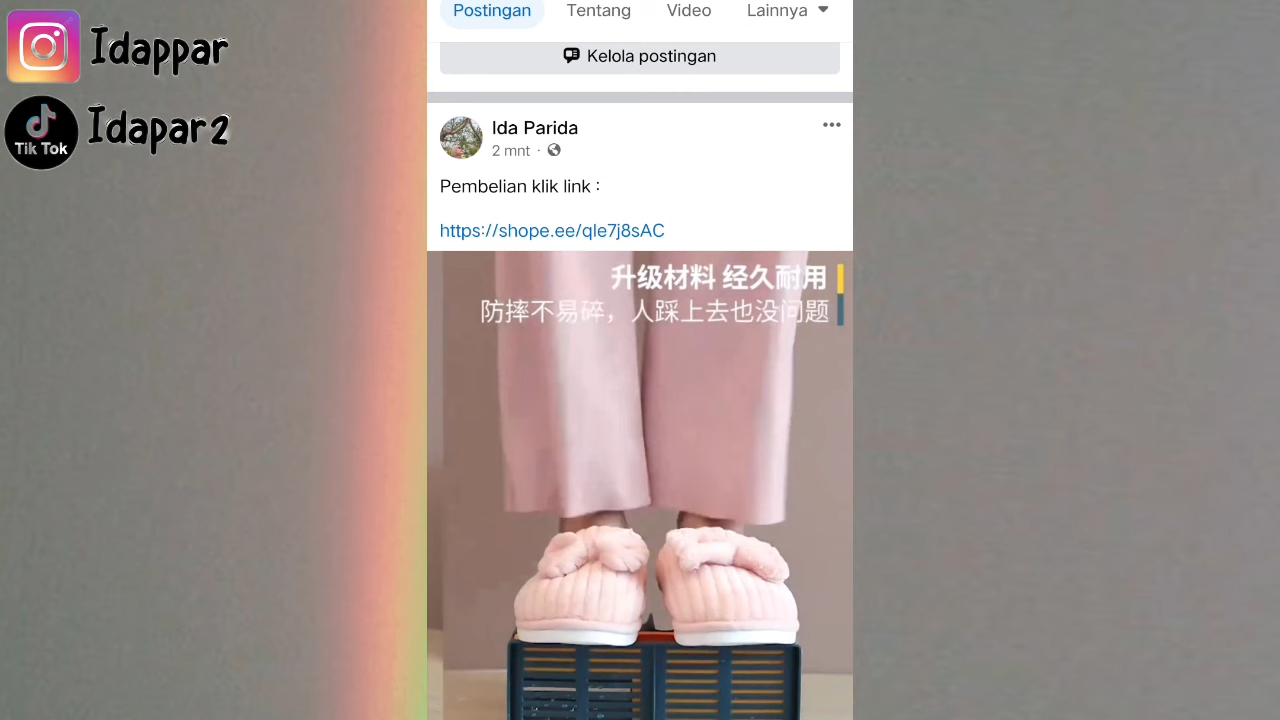 Idappar
Tik Tok
Idapar2
Postingan Tentang Video Lainnya
Kelola postingan
Ida Parida
2 mnt ·
Pembelian klik link :
https://shope.ee/qle7j8sAC
升级材料 经久耐用
防摔不易碎，人踩上去也没问题